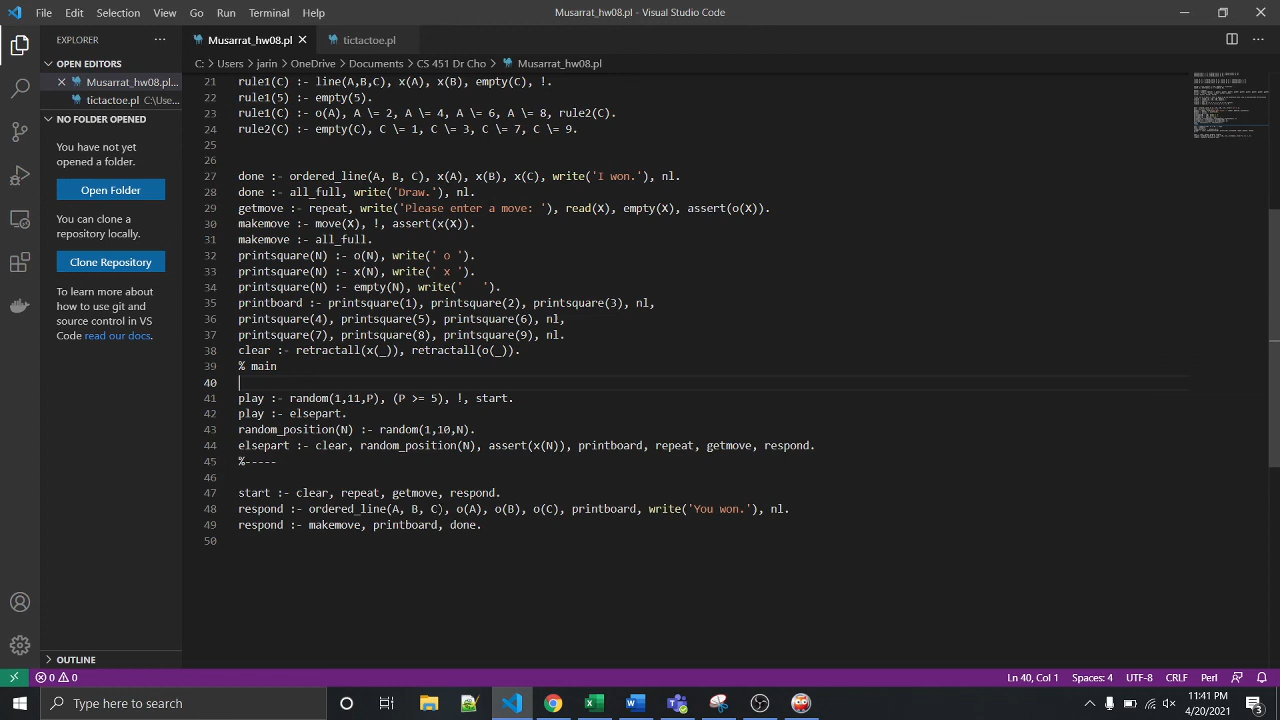 File Edit Selection View Go Run Terminal Help
Musarrat_hw08.pl - Visual Studio Code
EXPLORER
Musarrat_hw08.pl
tictactoe.pl
OPEN EDITORS
C: > Users > jarin > OneDrive > Documents > CS 451 Dr Cho > Musarrat_hw08.pl
Musarrat_hw08.pl...
tictactoe.pl C:\Use...
NO FOLDER OPENED
You have not yet
opened a folder.
Open Folder
You can clone a
repository locally.
Clone Repository
To learn more about
how to use git and
source control in VS
Code read our docs.
OUTLINE
21 rule1(C) :- line(A,B,C), x(A), x(B), empty(C), !.
22 rule1(5) :- empty(5).
23 rule1(C) :- o(A), A \= 2, A \= 4, A \= 6, A \= 8, rule2(C).
24 rule2(C) :- empty(C), C \= 1, C \= 3, C \= 7, C \= 9.
25
26
27 done :- ordered_line(A, B, C), x(A), x(B), x(C), write('I won.'), nl.
28 done :- all_full, write('Draw.'), nl.
29 getmove :- repeat, write('Please enter a move: '), read(X), empty(X), assert(o(X)).
30 makemove :- move(X), !, assert(x(X)).
31 makemove :- all_full.
32 printsquare(N) :- o(N), write(' o ').
33 printsquare(N) :- x(N), write(' x ').
34 printsquare(N) :- empty(N), write('   ').
35 printboard :- printsquare(1), printsquare(2), printsquare(3), nl,
36 printsquare(4), printsquare(5), printsquare(6), nl,
37 printsquare(7), printsquare(8), printsquare(9), nl.
38 clear :- retractall(x(_)), retractall(o(_)).
39 % main
40
41 play :- random(1,11,P), (P >= 5), !, start.
42 play :- elsepart.
43 random_position(N) :- random(1,10,N).
44 elsepart :- clear, random_position(N), assert(x(N)), printboard, repeat, getmove, respond.
45 %-----
46
47 start :- clear, repeat, getmove, respond.
48 respond :- ordered_line(A, B, C), o(A), o(B), o(C), printboard, write('You won.'), nl.
49 respond :- makemove, printboard, done.
50
0 0
Ln 40, Col 1 Spaces: 4 UTF-8 CRLF Perl
Type here to search
11:41 PM
4/20/2021
3